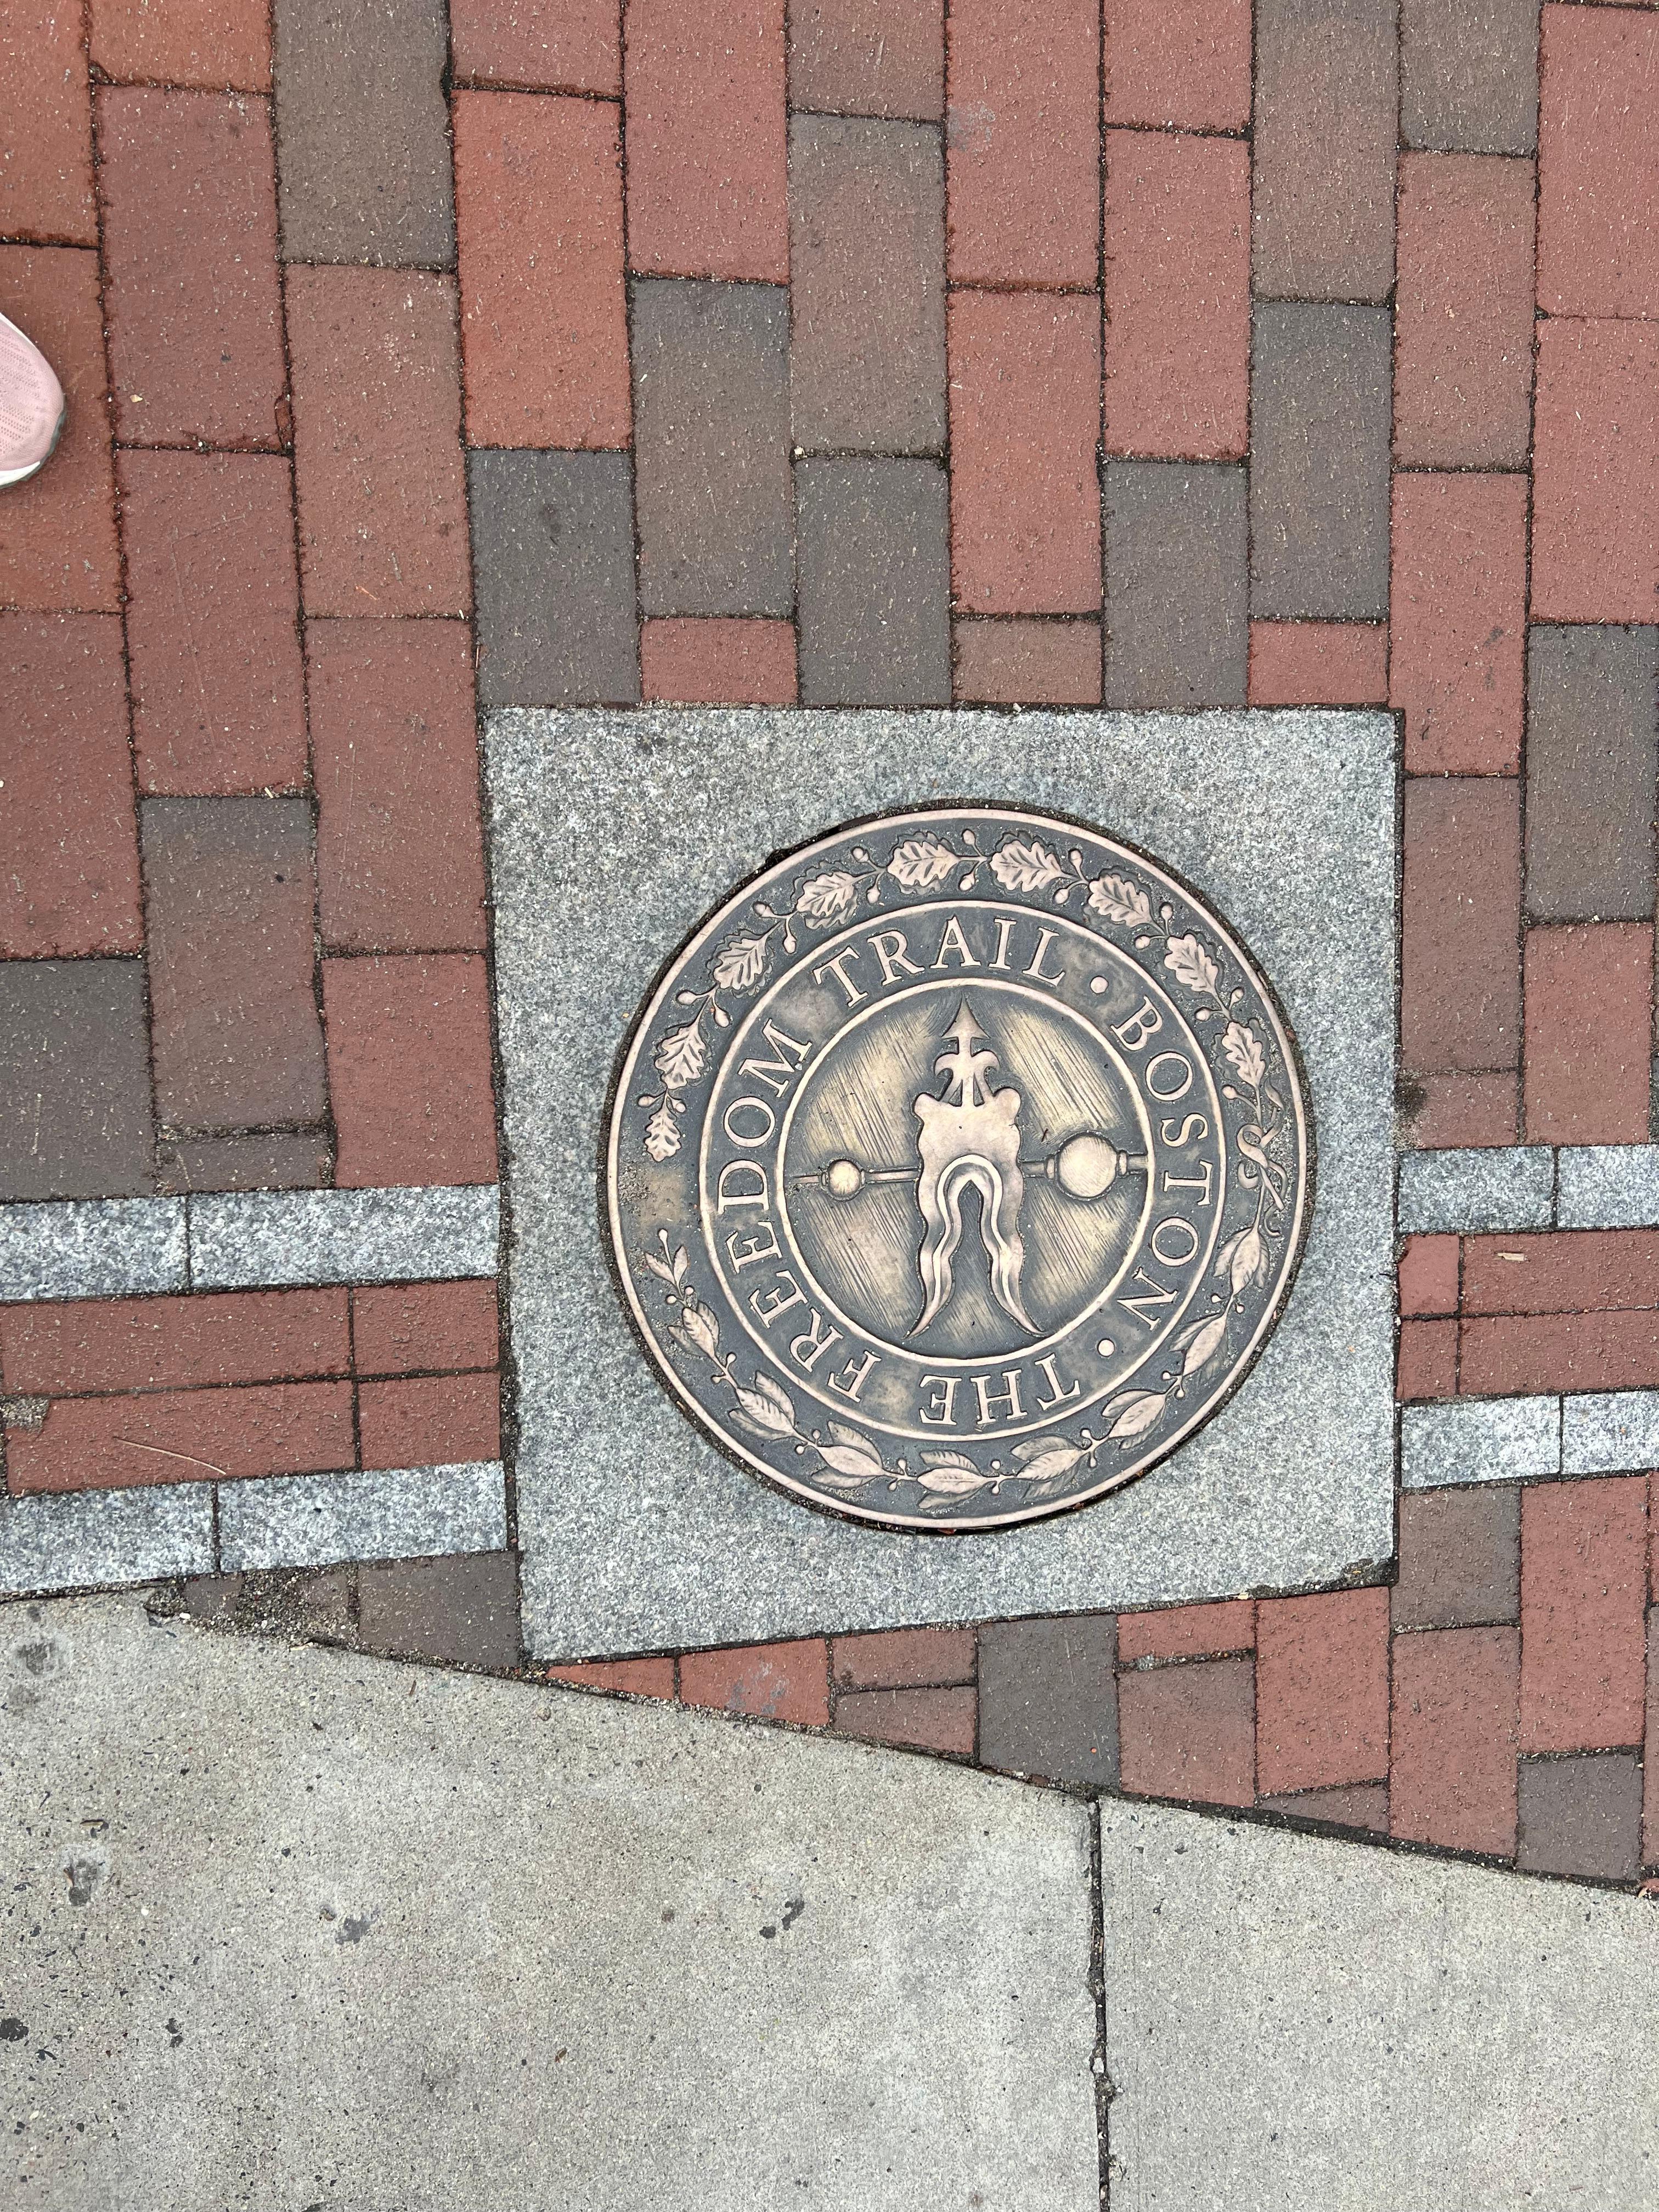 THE FREEDOM TRAIL • BOSTON •